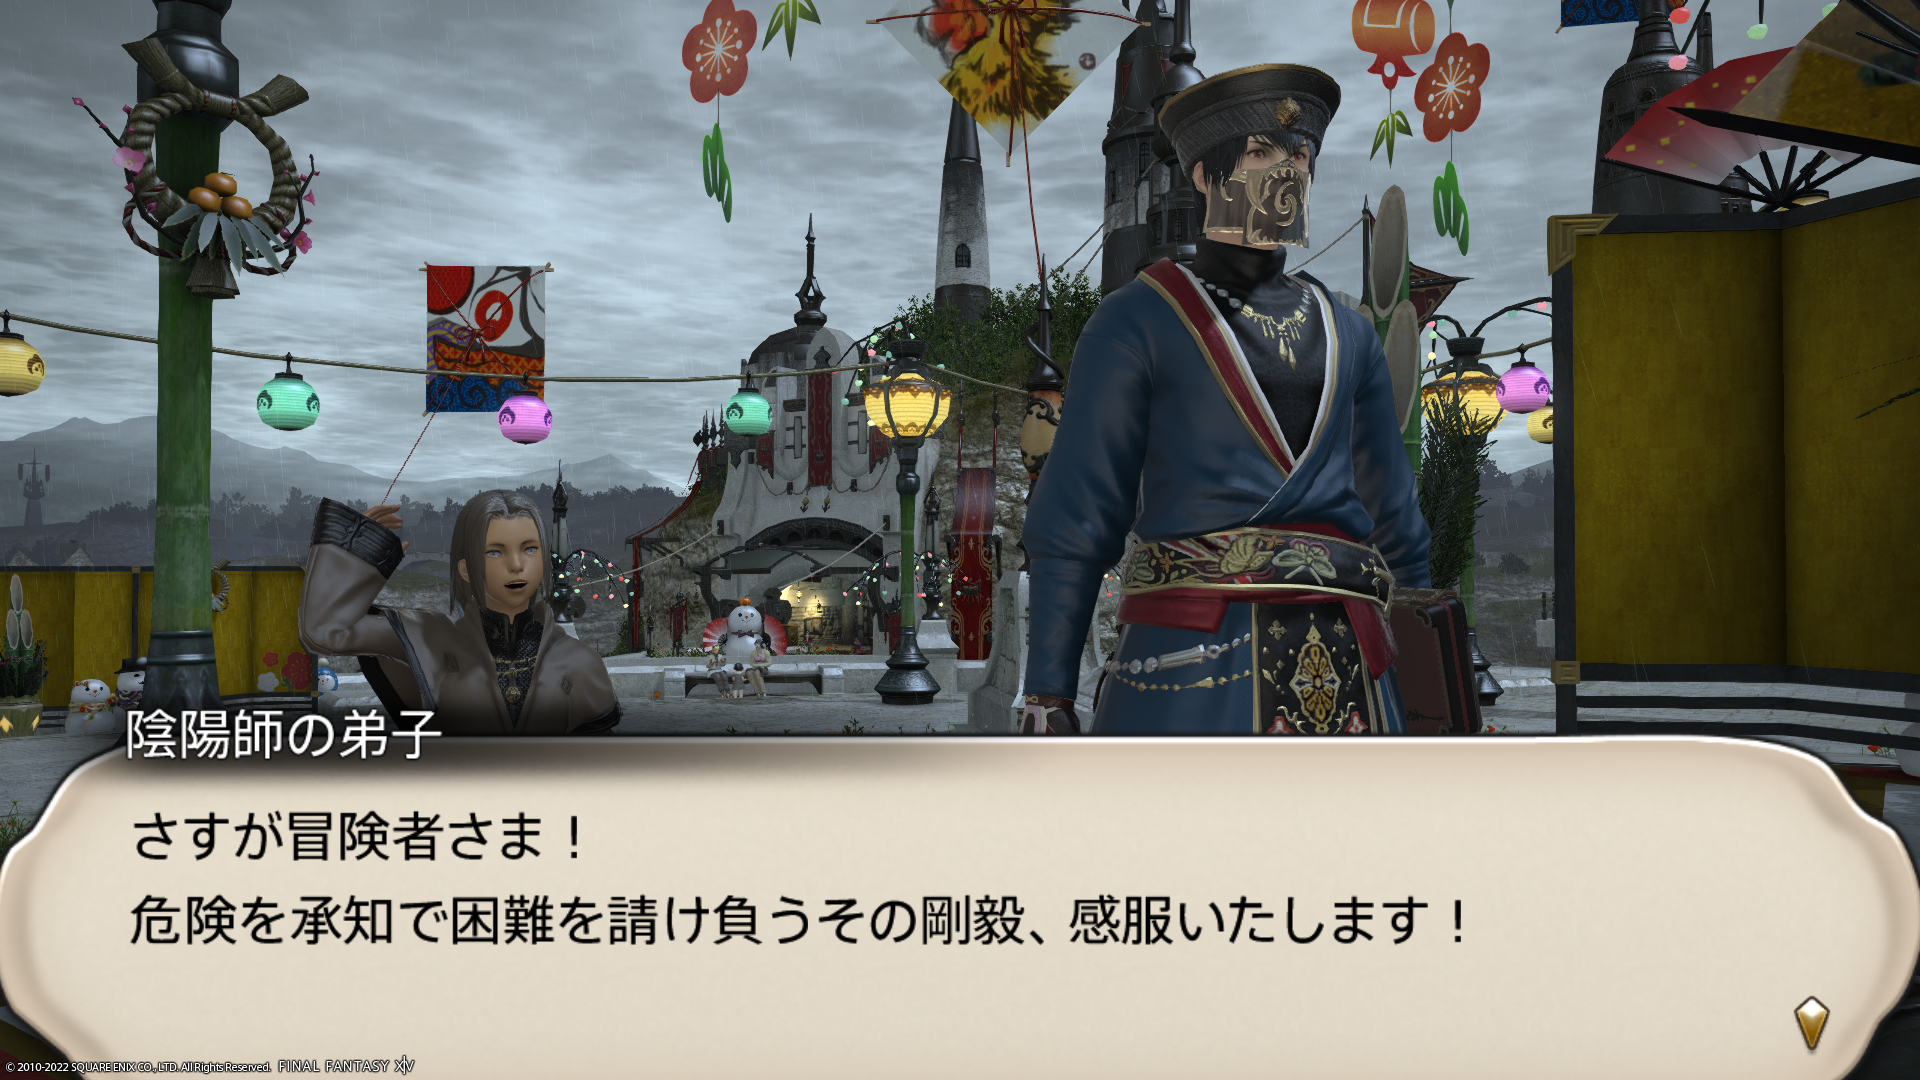 陰陽師の弟子
さすが冒険者さま！
危険を承知で困難を請け負うその剛毅、感服いたします！
© 2010-2022 SQUARE ENIX CO., LTD. All Rights Reserved. FINAL FANTASY XIV